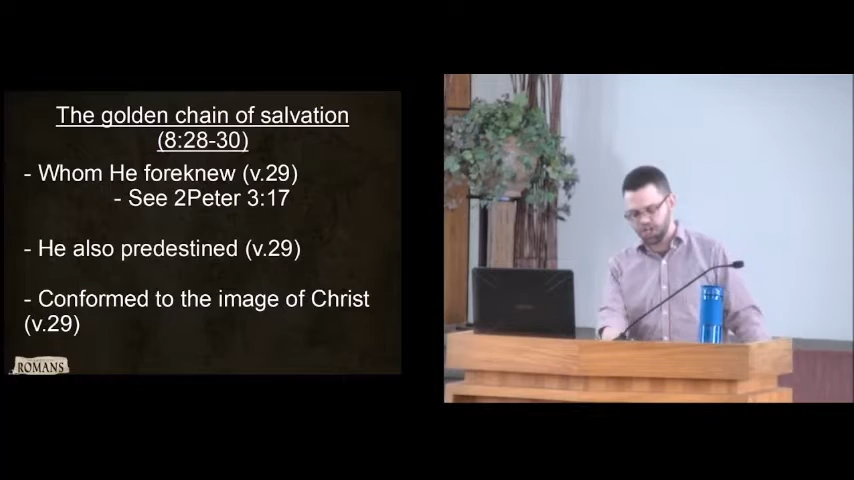 The golden chain of salvation
(8:28-30)
- Whom He foreknew (v.29)
- See 2Peter 3:17
- He also predestined (v.29)
- Conformed to the image of Christ
(v.29)
ROMANS